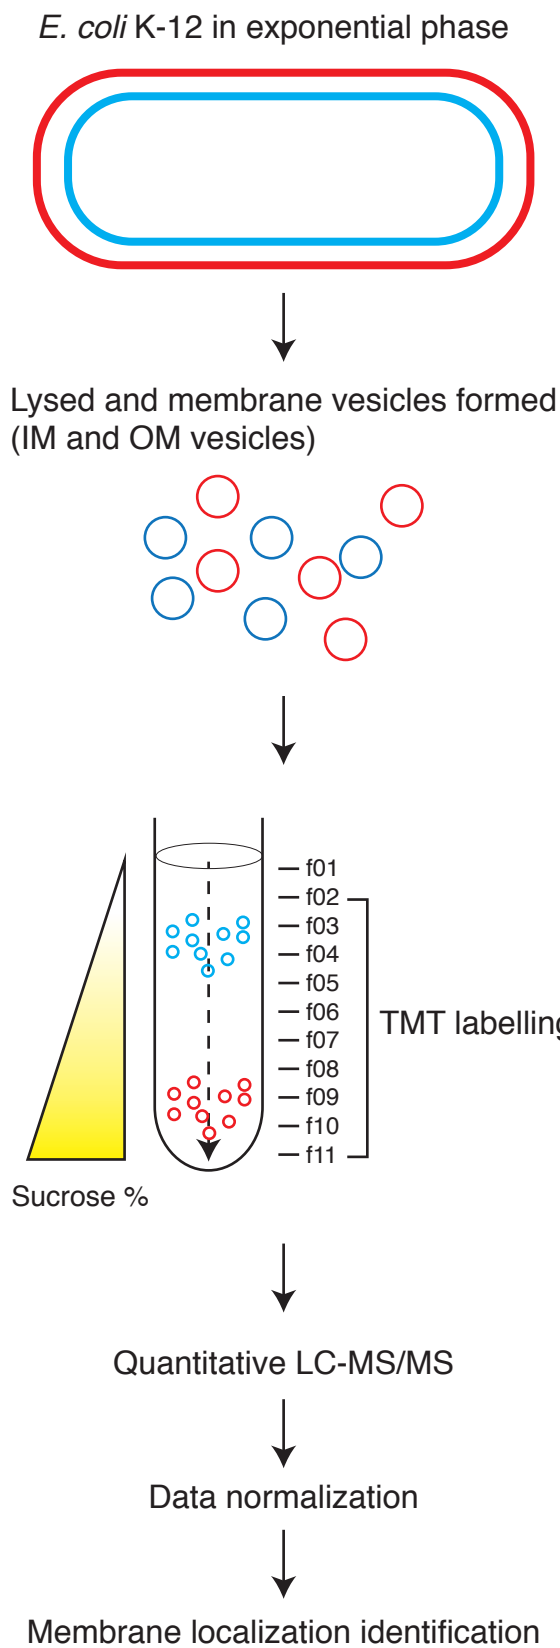 E. coli K-12 in exponential phase
Lysed and membrane vesicles formed
(IM and OM vesicles)
f01
f02
f03
f04
f05
f06
f07
TMT labelling
f08
f09
f10
f11
Sucrose %
Quantitative LC-MS/MS
Data normalization
Membrane localization identification